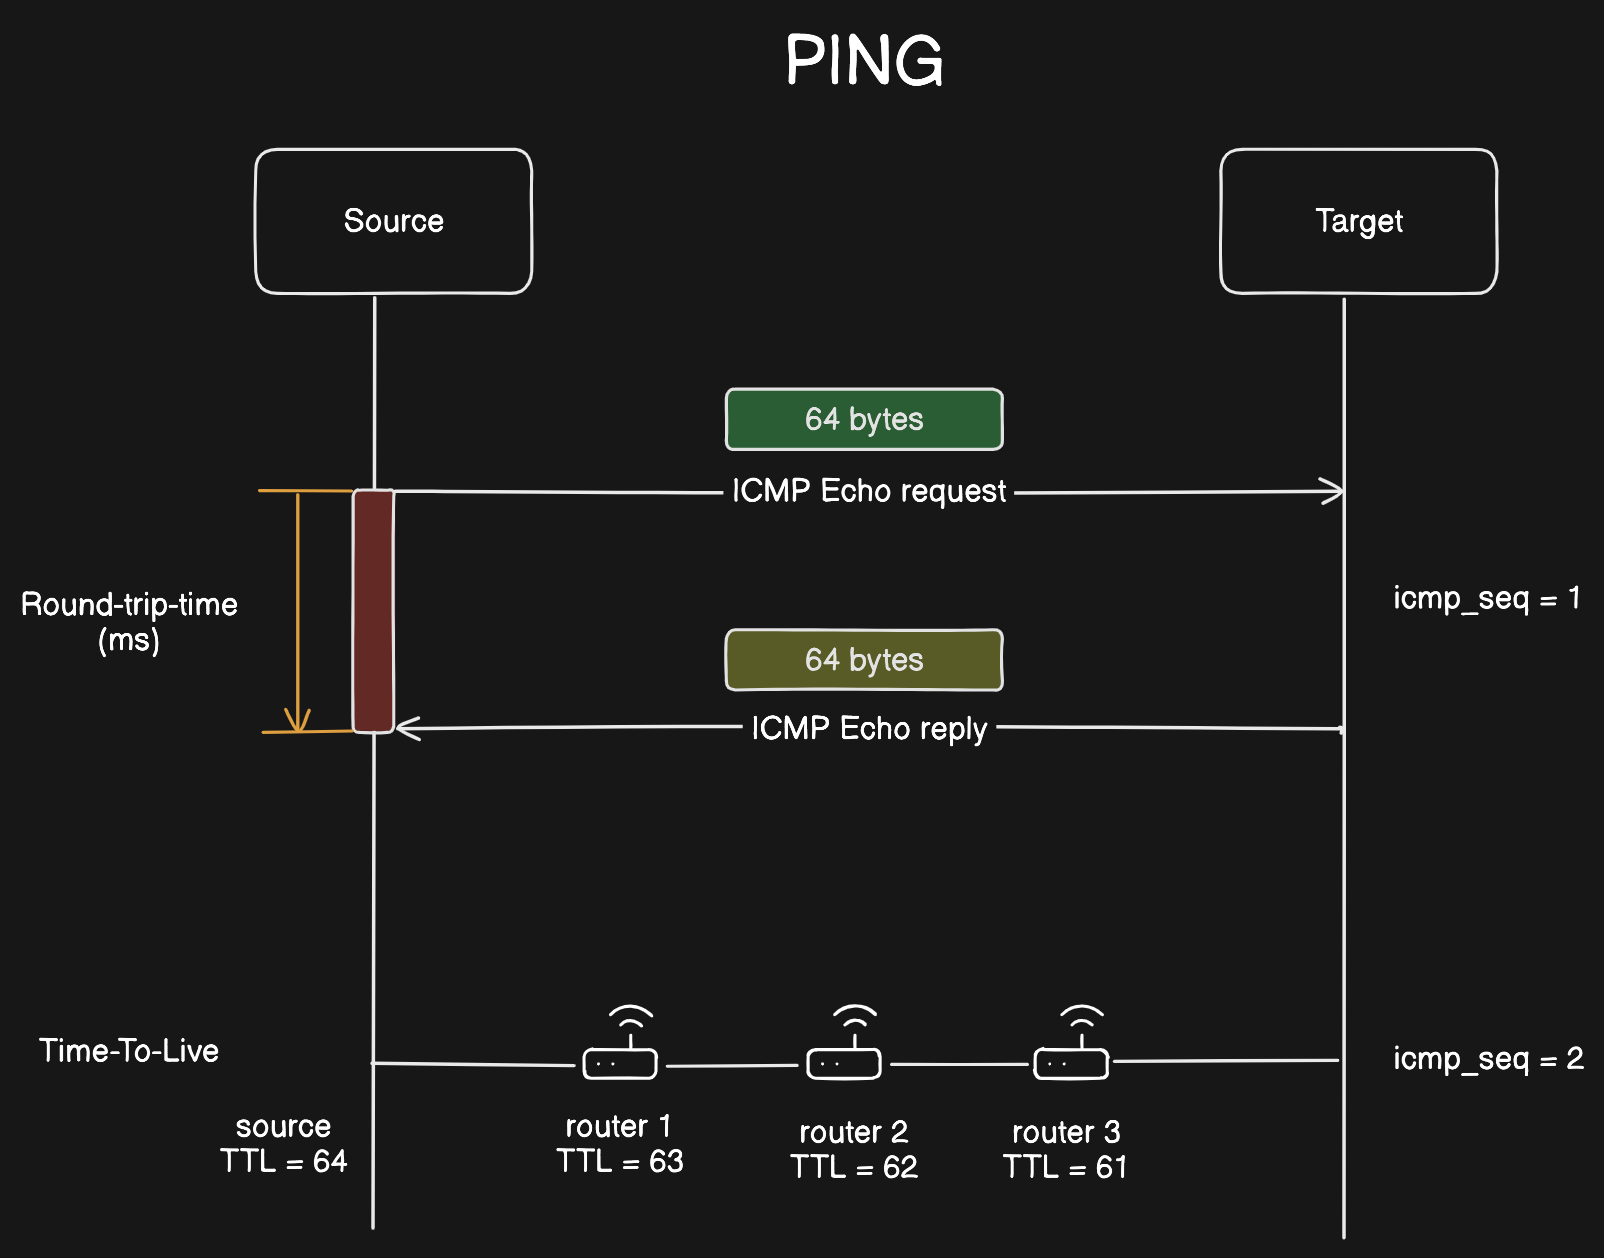 PING
Source
Target
64 bytes
ICMP Echo request
Round-trip-time
(ms)
icmp_seq = 1
64 bytes
ICMP Echo reply
Time-To-Live
icmp_seq = 2
source
TTL = 64
router 1
TTL = 63
router 2
TTL = 62
router 3
TTL = 61